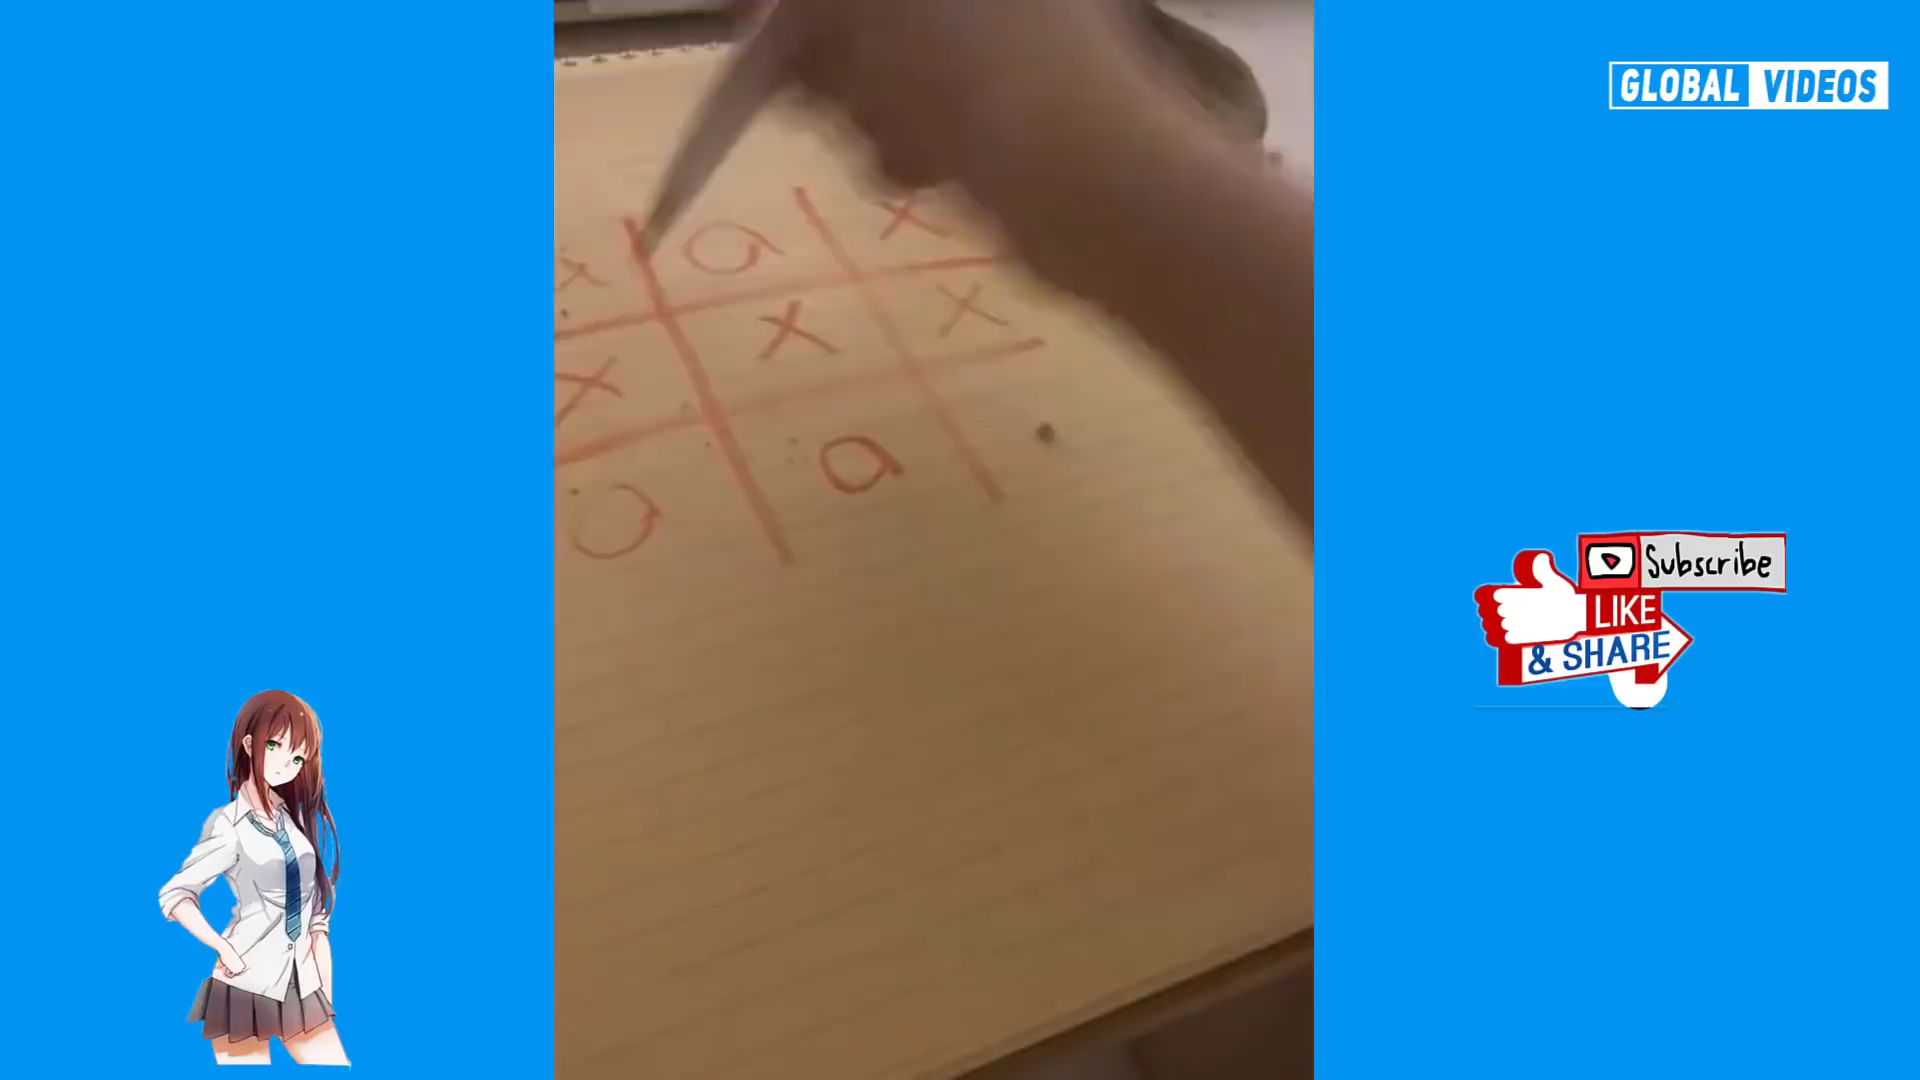 GLOBAL VIDEOS
O X
X X X
O O
Subscribe
LIKE
& SHARE